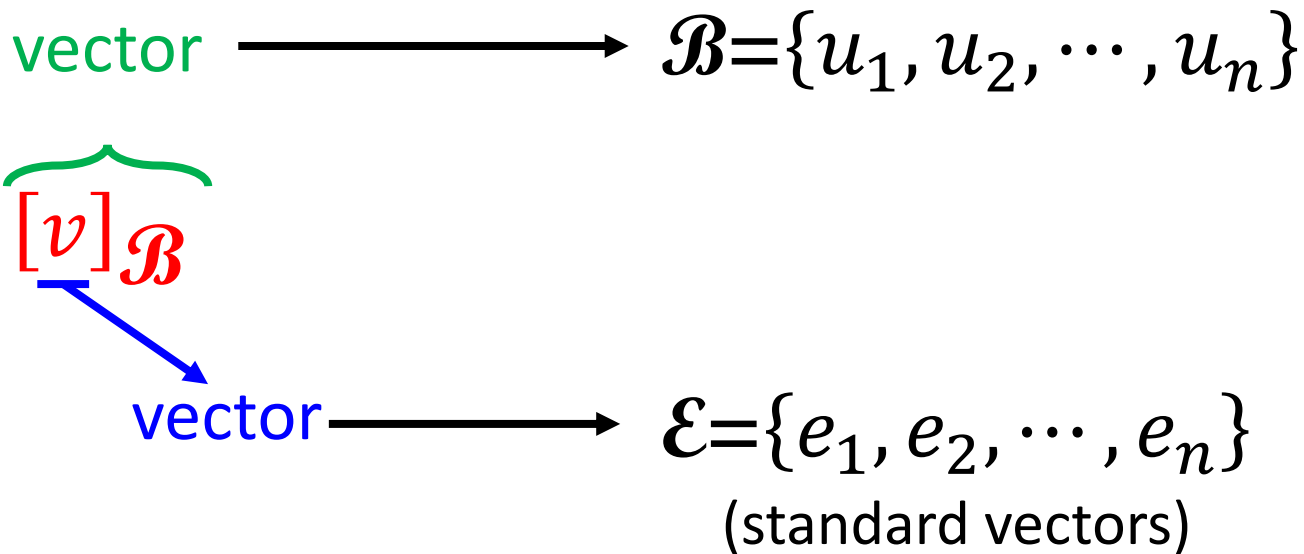 vector ℬ={u₁, u₂, ⋯, uₙ}
[v]ℬ
vector ℰ={e₁, e₂, ⋯, eₙ}
(standard vectors)